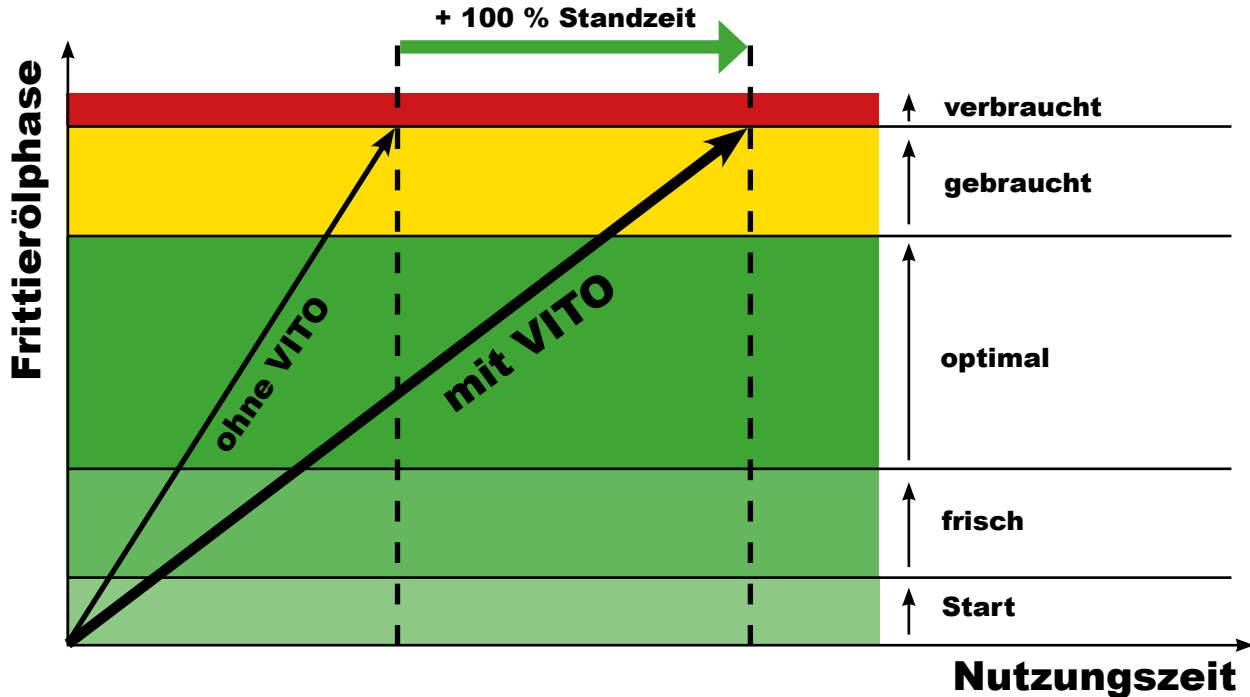 + 100 % Standzeit
Frittierölphase
verbraucht
gebraucht
optimal
frisch
Start
ohne VITO
mit VITO
Nutzungszeit